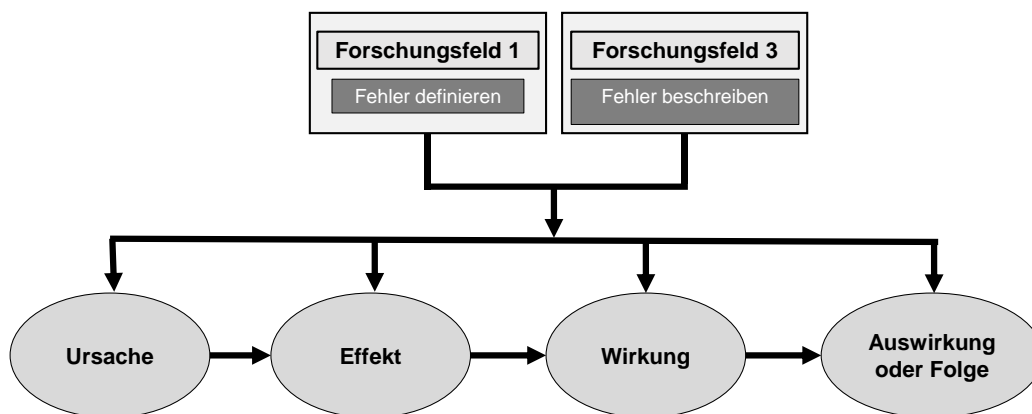 Forschungsfeld 1
Fehler definieren
Forschungsfeld 3
Fehler beschreiben
Ursache
Effekt
Wirkung
Auswirkung
oder Folge